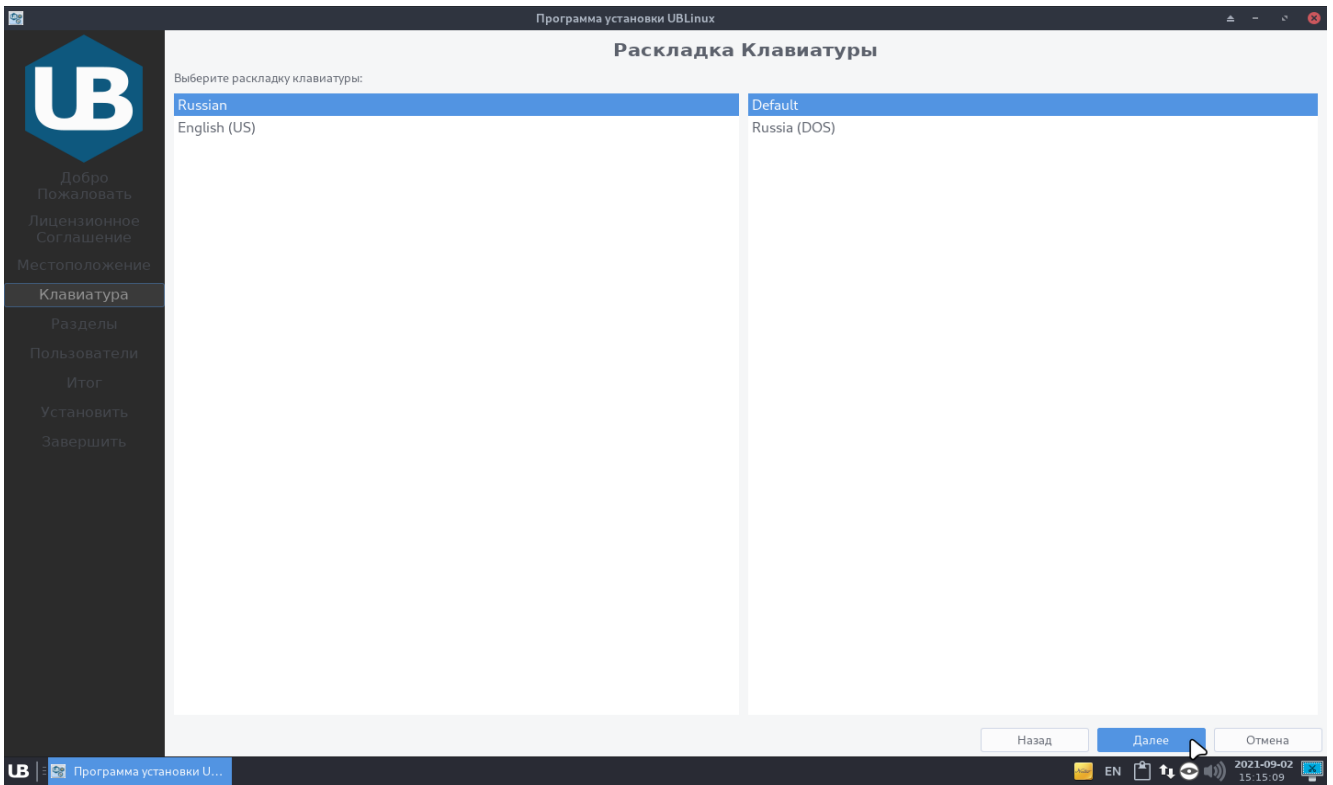 Программа установки UBLinux
UB
Раскладка Клавиатуры
Выберите раскладку клавиатуры:
Russian
English (US)
Default
Russia (DOS)
Добро
Пожаловать
Лицензионное
Соглашение
Местоположение
Клавиатура
Разделы
Пользователи
Итог
Установить
Завершить
Назад
Далее
Отмена
UB
Программа установки U...
EN
2021-09-02
15:15:09